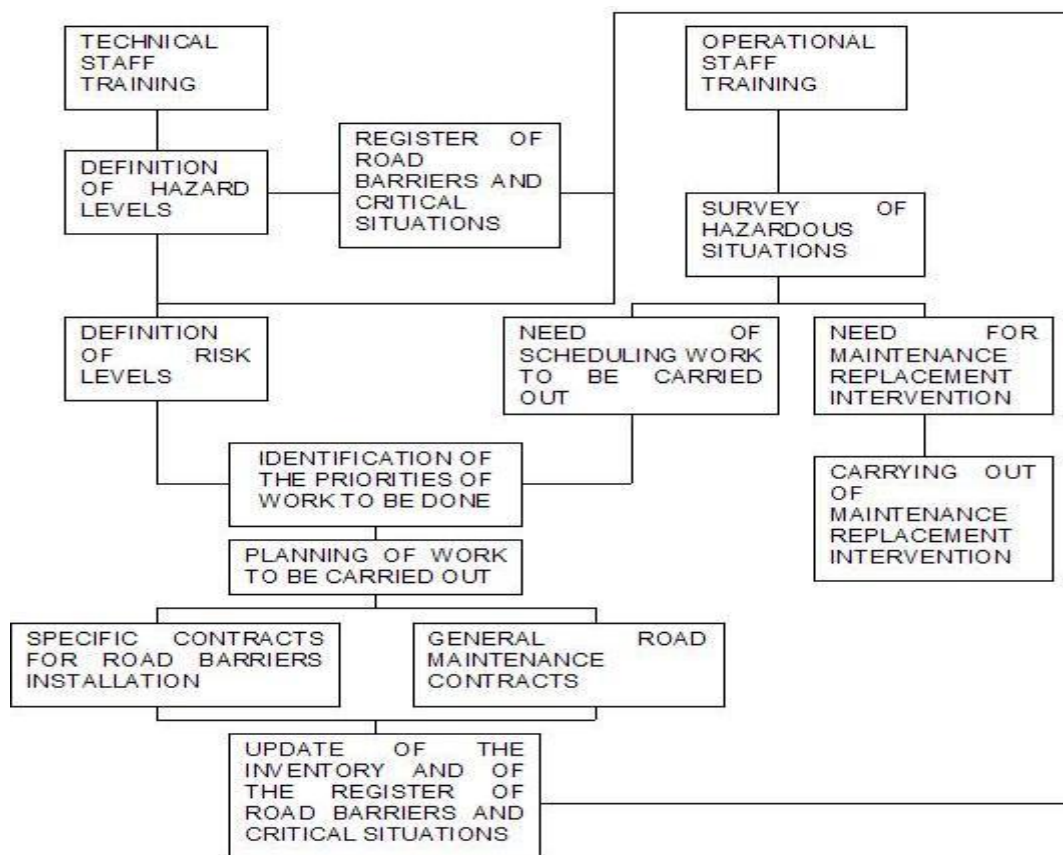 TECHNICAL
STAFF
TRAINING
OPERATIONAL
STAFF
TRAINING
REGISTER OF
ROAD
BARRIERS AND
CRITICAL
SITUATIONS
DEFINITION
OF HAZARD
LEVELS
SURVEY OF
HAZARDOUS
SITUATIONS
DEFINITION
OF RISK
LEVELS
NEED OF
SCHEDULING WORK
TO BE CARRIED
OUT
NEED FOR
MAINTENANCE
REPLACEMENT
INTERVENTION
IDENTIFICATION OF
THE PRIORITIES OF
WORK TO BE DONE
CARRYING OUT
OF
MAINTENANCE
REPLACEMENT
INTERVENTION
PLANNING OF WORK
TO BE CARRIED OUT
SPECIFIC CONTRACTS
FOR ROAD BARRIERS
INSTALLATION
GENERAL ROAD
MAINTENANCE
CONTRACTS
UPDATE OF THE
INVENTORY AND OF
THE REGISTER OF
ROAD BARRIERS AND
CRITICAL SITUATIONS